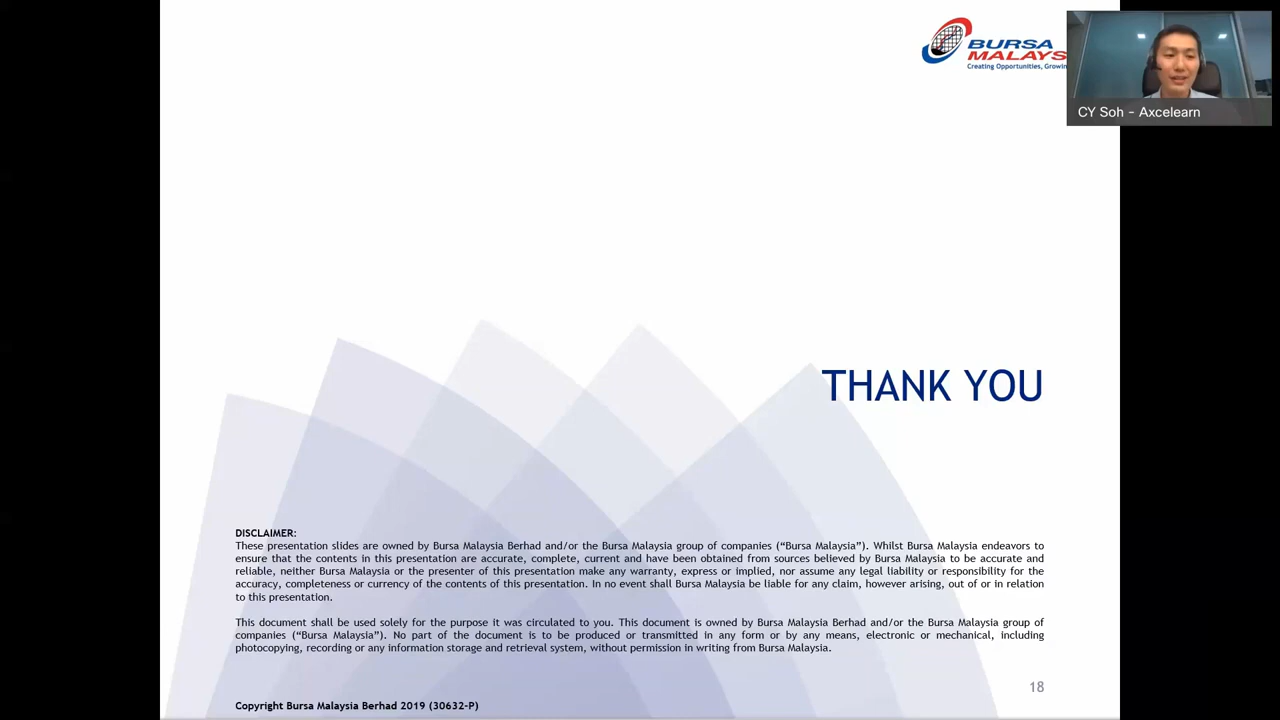 BURSA
MALAYS
Creating Opportunities, Growin
CY Soh - Axcelearn
THANK YOU
DISCLAIMER:
These presentation slides are owned by Bursa Malaysia Berhad and/or the Bursa Malaysia group of companies (“Bursa Malaysia”). Whilst Bursa Malaysia endeavors to
ensure that the contents in this presentation are accurate, complete, current and have been obtained from sources believed by Bursa Malaysia to be accurate and
reliable, neither Bursa Malaysia or the presenter of this presentation make any warranty, express or implied, nor assume any legal liability or responsibility for the
accuracy, completeness or currency of the contents of this presentation. In no event shall Bursa Malaysia be liable for any claim, however arising, out of or in relation
to this presentation.
This document shall be used solely for the purpose it was circulated to you. This document is owned by Bursa Malaysia Berhad and/or the Bursa Malaysia group of
companies (“Bursa Malaysia”). No part of the document is to be produced or transmitted in any form or by any means, electronic or mechanical, including
photocopying, recording or any information storage and retrieval system, without permission in writing from Bursa Malaysia.
18
Copyright Bursa Malaysia Berhad 2019 (30632-P)